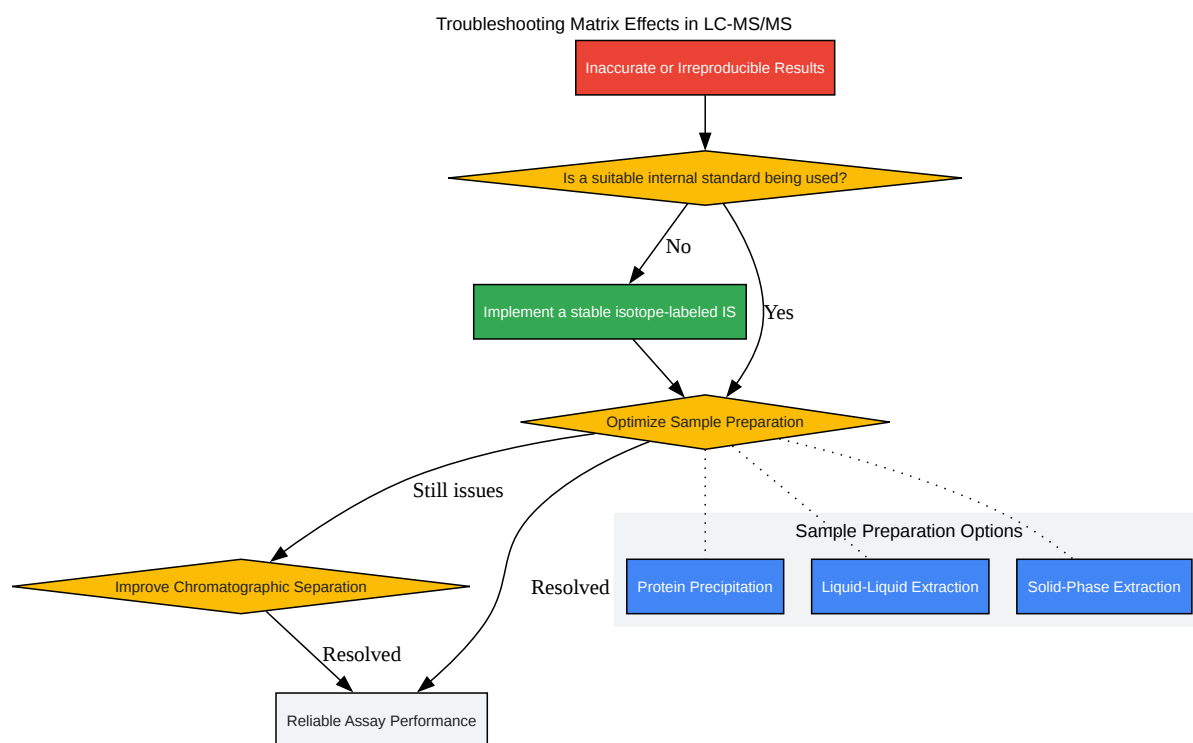 Troubleshooting Matrix Effects in LC-MS/MS
Inaccurate or Irreproducible Results
Is a suitable internal standard being used?
No
Yes
Implement a stable isotope-labeled IS
Optimize Sample Preparation
Still issues
Resolved
Sample Preparation Options
Protein Precipitation
Liquid-Liquid Extraction
Solid-Phase Extraction
Improve Chromatographic Separation
Resolved
Reliable Assay Performance